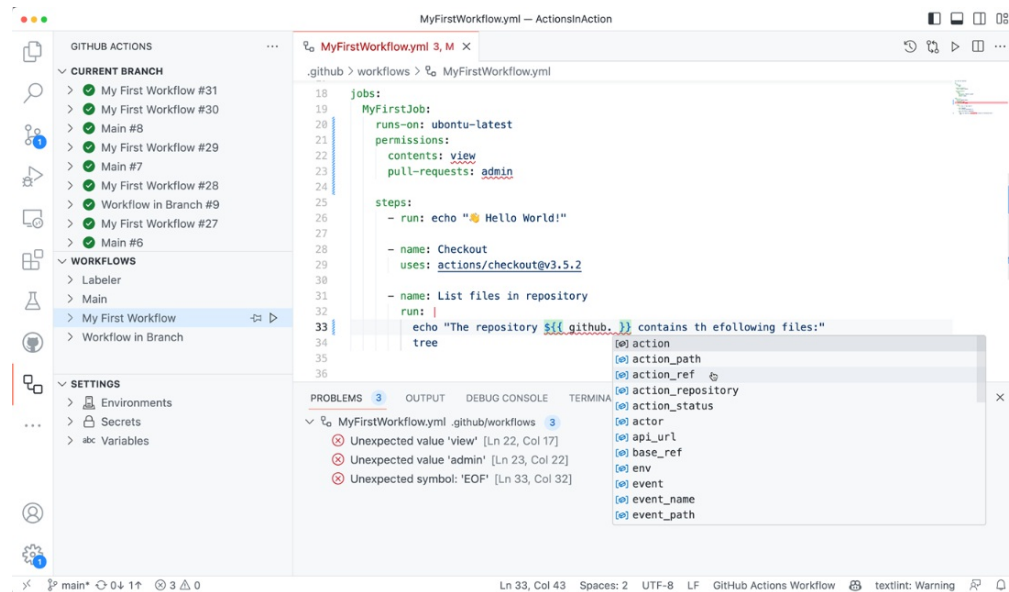 MyFirstWorkflow.yml — ActionsInAction
GITHUB ACTIONS
CURRENT BRANCH
My First Workflow #31
My First Workflow #30
Main #8
My First Workflow #29
Main #7
My First Workflow #28
Workflow in Branch #9
My First Workflow #27
Main #6
WORKFLOWS
Labeler
Main
My First Workflow
Workflow in Branch
SETTINGS
Environments
Secrets
abc Variables
1
1
MyFirstWorkflow.yml 3, M
.github > workflows > MyFirstWorkflow.yml
18 jobs:
19 MyFirstJob:
20 runs-on: ubontu-latest
21 permissions:
22 contents: view
23 pull-requests: admin
24
25 steps:
26 - run: echo "👋 Hello World!"
27
28 - name: Checkout
29 uses: actions/checkout@v3.5.2
30
31 - name: List files in repository
32 run: |
33 echo "The repository ${{ github. }} contains th efollowing files:"
34 tree
35
36
action
action_path
action_ref
action_repository
action_status
actor
api_url
base_ref
env
event
event_name
event_path
PROBLEMS 3 OUTPUT DEBUG CONSOLE TERMINA
MyFirstWorkflow.yml .github/workflows 3
Unexpected value 'view' [Ln 22, Col 17]
Unexpected value 'admin' [Ln 23, Col 22]
Unexpected symbol: 'EOF' [Ln 33, Col 32]
main* 0↓ 1↑ 3 0 Ln 33, Col 43 Spaces: 2 UTF-8 LF GitHub Actions Workflow textlint: Warning